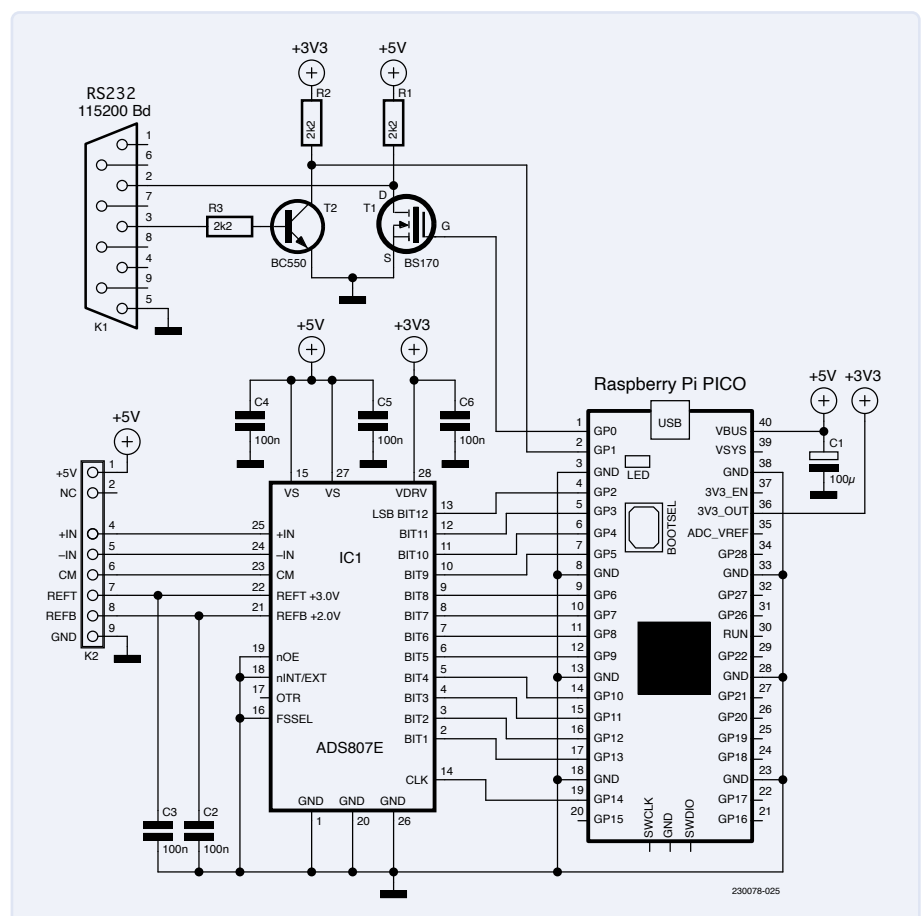 +3V3
+5V
RS232
115200 Bd
R2
R1
2k2
2k2
1
6
2
7
3
8
4
9
5
K1
R3
2k2
T2
BC550
D
T1
G
S
BS170
+5V
+3V3
C4
100n
C5
100n
C6
100n
15
27
28
VS
VS
VDRV
+5V
+5V
1
NC
2
+IN
4
–IN
5
CM
6
REFT
7
REFB
8
GND
9
K2
25
+IN
24
–IN
23
CM
22
REFT +3.0V
21
REFB +2.0V
19
nOE
18
nINT/EXT
17
OTR
16
FSSEL
IC1
ADS807E
LSB BIT12
13
BIT11
12
BIT10
11
BIT9
10
BIT8
9
BIT7
8
BIT6
7
BIT5
6
BIT4
5
BIT3
4
BIT2
3
BIT1
2
CLK
14
GND
GND
GND
1
20
26
C3
100n
C2
100n
Raspberry Pi PICO
USB
LED
BOOTSEL
1
GP0
2
GP1
3
GND
4
GP2
5
GP3
6
GP4
7
GP5
8
GND
9
GP6
10
GP7
11
GP8
12
GP9
13
GND
14
GP10
15
GP11
16
GP12
17
GP13
18
GND
19
GP14
20
GP15
VBUS
40
VSYS
39
GND
38
3V3_EN
37
3V3_OUT
36
ADC_VREF
35
GP28
34
GND
33
GP27
32
GP26
31
RUN
30
GP22
29
GND
28
GP21
27
GP20
26
GP19
25
GP18
24
GND
23
GP17
22
GP16
21
SWCLK
GND
SWDIO
+5V
+3V3
C1
100µ
230078-025